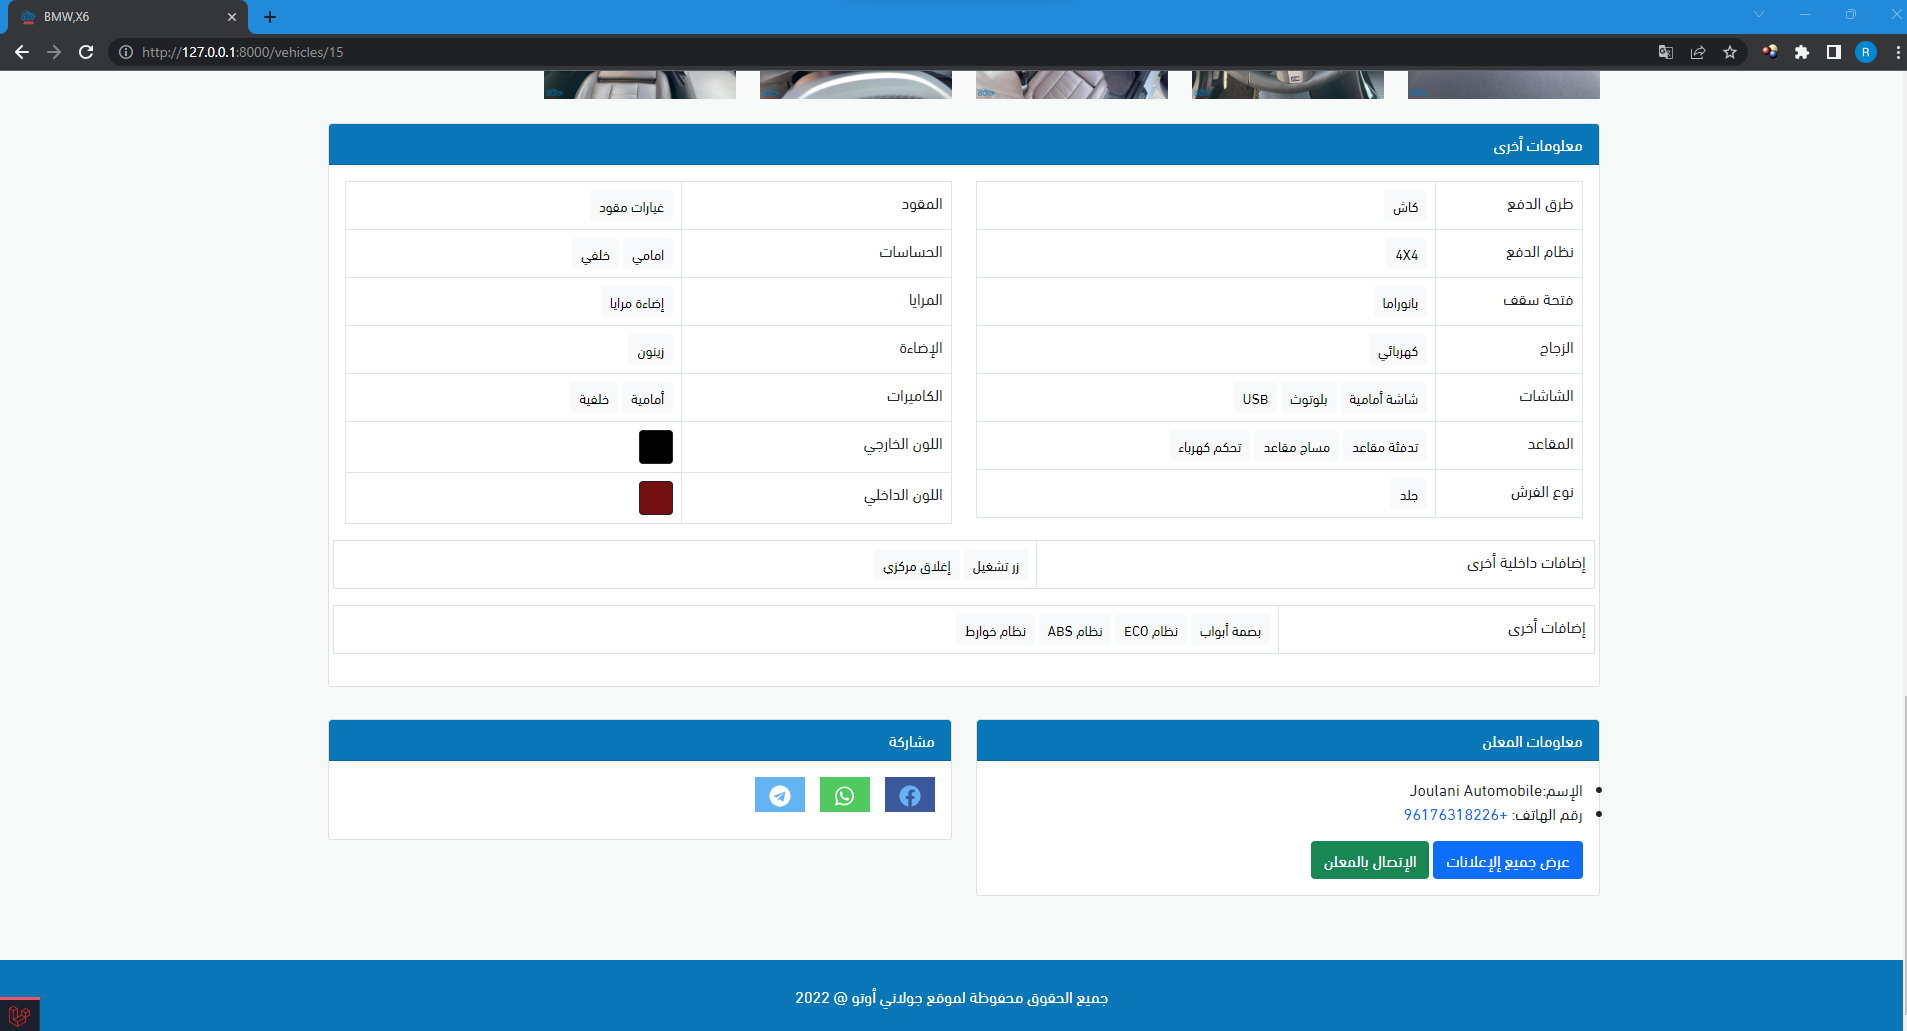 BMW,X6
http://127.0.0.1:8000/vehicles/15
R
معلومات أخرى
طرق الدفع كاش
نظام الدفع 4X4
فتحة سقف بانوراما
الزجاج كهربائي
الشاشات شاشة أمامية بلوتوث USB
المقاعد تدفئة مقاعد مساج مقاعد تحكم كهرباء
نوع الفرش جلد
المقود غيارات مقود
الحساسات امامي خلفي
المرايا إضاءة مرايا
الإضاءة زينون
الكاميرات أمامية خلفية
اللون الخارجي
اللون الداخلي
إضافات داخلية أخرى زر تشغيل إغلاق مركزي
إضافات أخرى بصمة أبواب نظام ECO نظام ABS نظام خوارط
معلومات المعلن
الإسم:Joulani Automobile
رقم الهاتف: +96176318226
عرض جميع إلإعلانات الإتصال بالمعلن
مشاركة
جميع الحقوق محفوظة لموقع جولاني أوتو @ 2022